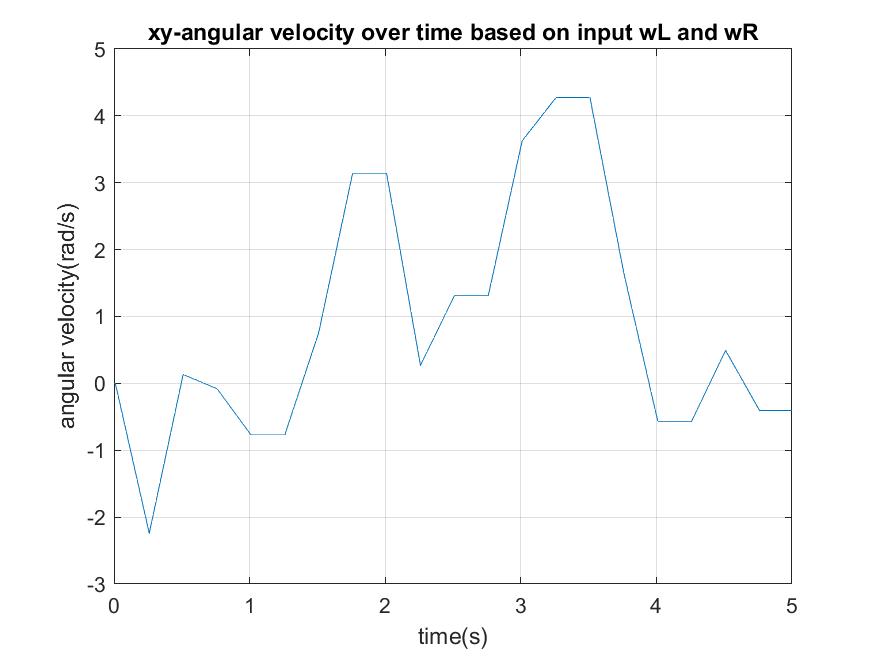 xy-angular velocity over time based on input wL and wR
5
4
3
2
1
0
-1
-2
-3
angular velocity(rad/s)
0 1 2 3 4 5
time(s)